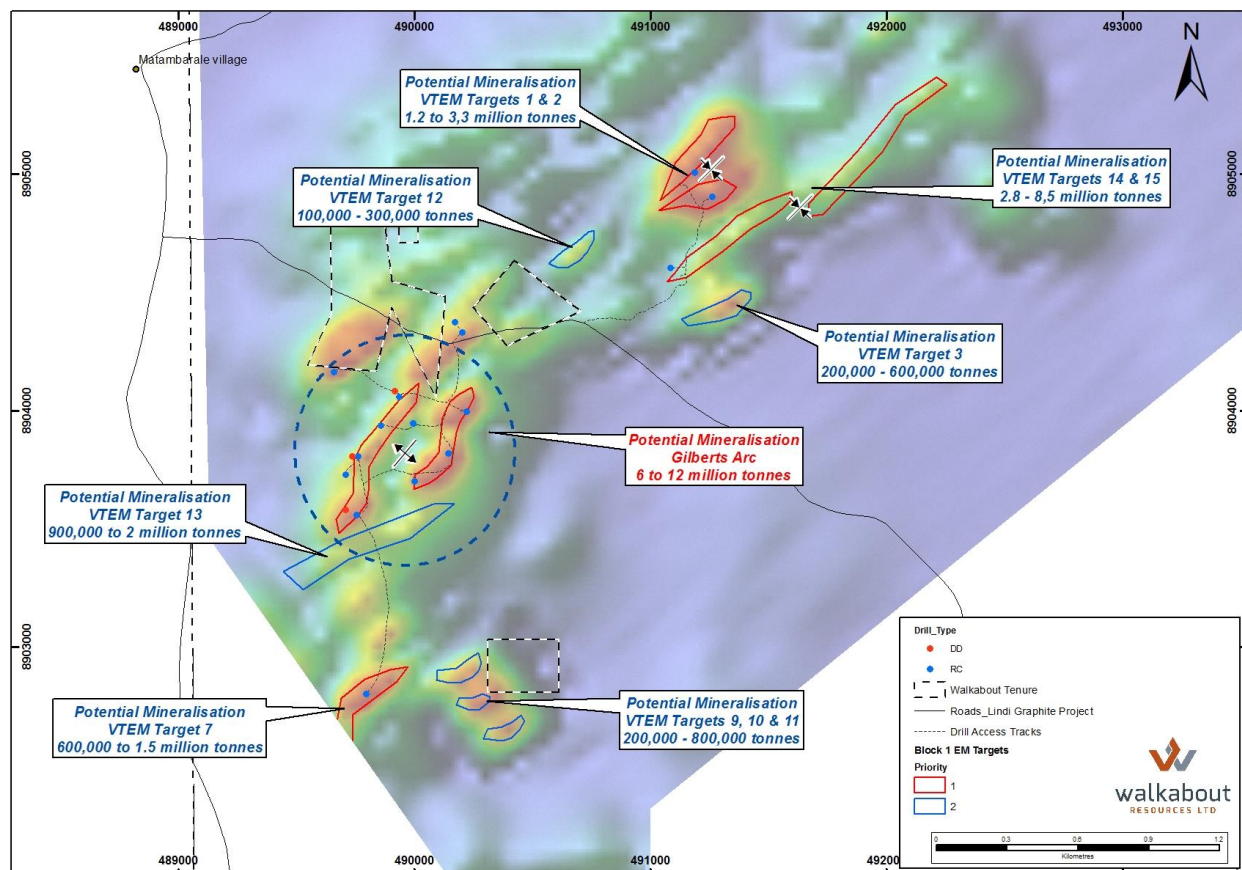 489000
490000
491000
492000
493000
Matambarale village
N
Potential Mineralisation
VTEM Targets 1 & 2
1.2 to 3,3 million tonnes
Potential Mineralisation
VTEM Targets 14 & 15
2.8 - 8,5 million tonnes
8905000
8905000
Potential Mineralisation
VTEM Target 12
100,000 - 300,000 tonnes
Potential Mineralisation
VTEM Target 3
200,000 - 600,000 tonnes
8904000
8904000
Potential Mineralisation
Gilberts Arc
6 to 12 million tonnes
Potential Mineralisation
VTEM Target 13
900,000 to 2 million tonnes
8903000
Potential Mineralisation
VTEM Target 7
600,000 to 1.5 million tonnes
Potential Mineralisation
VTEM Targets 9, 10 & 11
200,000 - 800,000 tonnes
Drill_Type
DD
RC
Walkabout Tenure
Roads_Lindi Graphite Project
Drill Access Tracks
Block 1 EM Targets
Priority
1
2
walkabout
RESOURCES LTD
0 0.3 0.6 0.9 1.2
Kilometres
489000
490000
491000